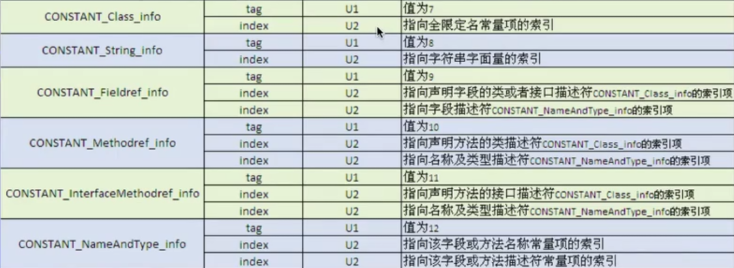 CONSTANT_Class_info tag U1 值为7
index U2 指向全限定名常量项的索引
CONSTANT_String_info tag U1 值为8
index U2 指向字符串字面量的索引
CONSTANT_Fieldref_info tag U1 值为9
index U2 指向声明字段的类或者接口描述符CONSTANT_Class_info的索引项
index U2 指向字段描述符CONSTANT_NameAndType_info的索引项
CONSTANT_Methodref_info tag U1 值为10
index U2 指向声明方法的类描述符CONSTANT_Class_info的索引项
index U2 指向名称及类型描述符CONSTANT_NameAndType_info的索引项
CONSTANT_InterfaceMethodref_info tag U1 值为11
index U2 指向声明方法的接口描述符CONSTANT_Class_info的索引项
index U2 指向名称及类型描述符CONSTANT_NameAndType_info的索引项
CONSTANT_NameAndType_info tag U1 值为12
index U2 指向该字段或方法名称常量项的索引
index U2 指向该字段或方法描述符常量项的索引